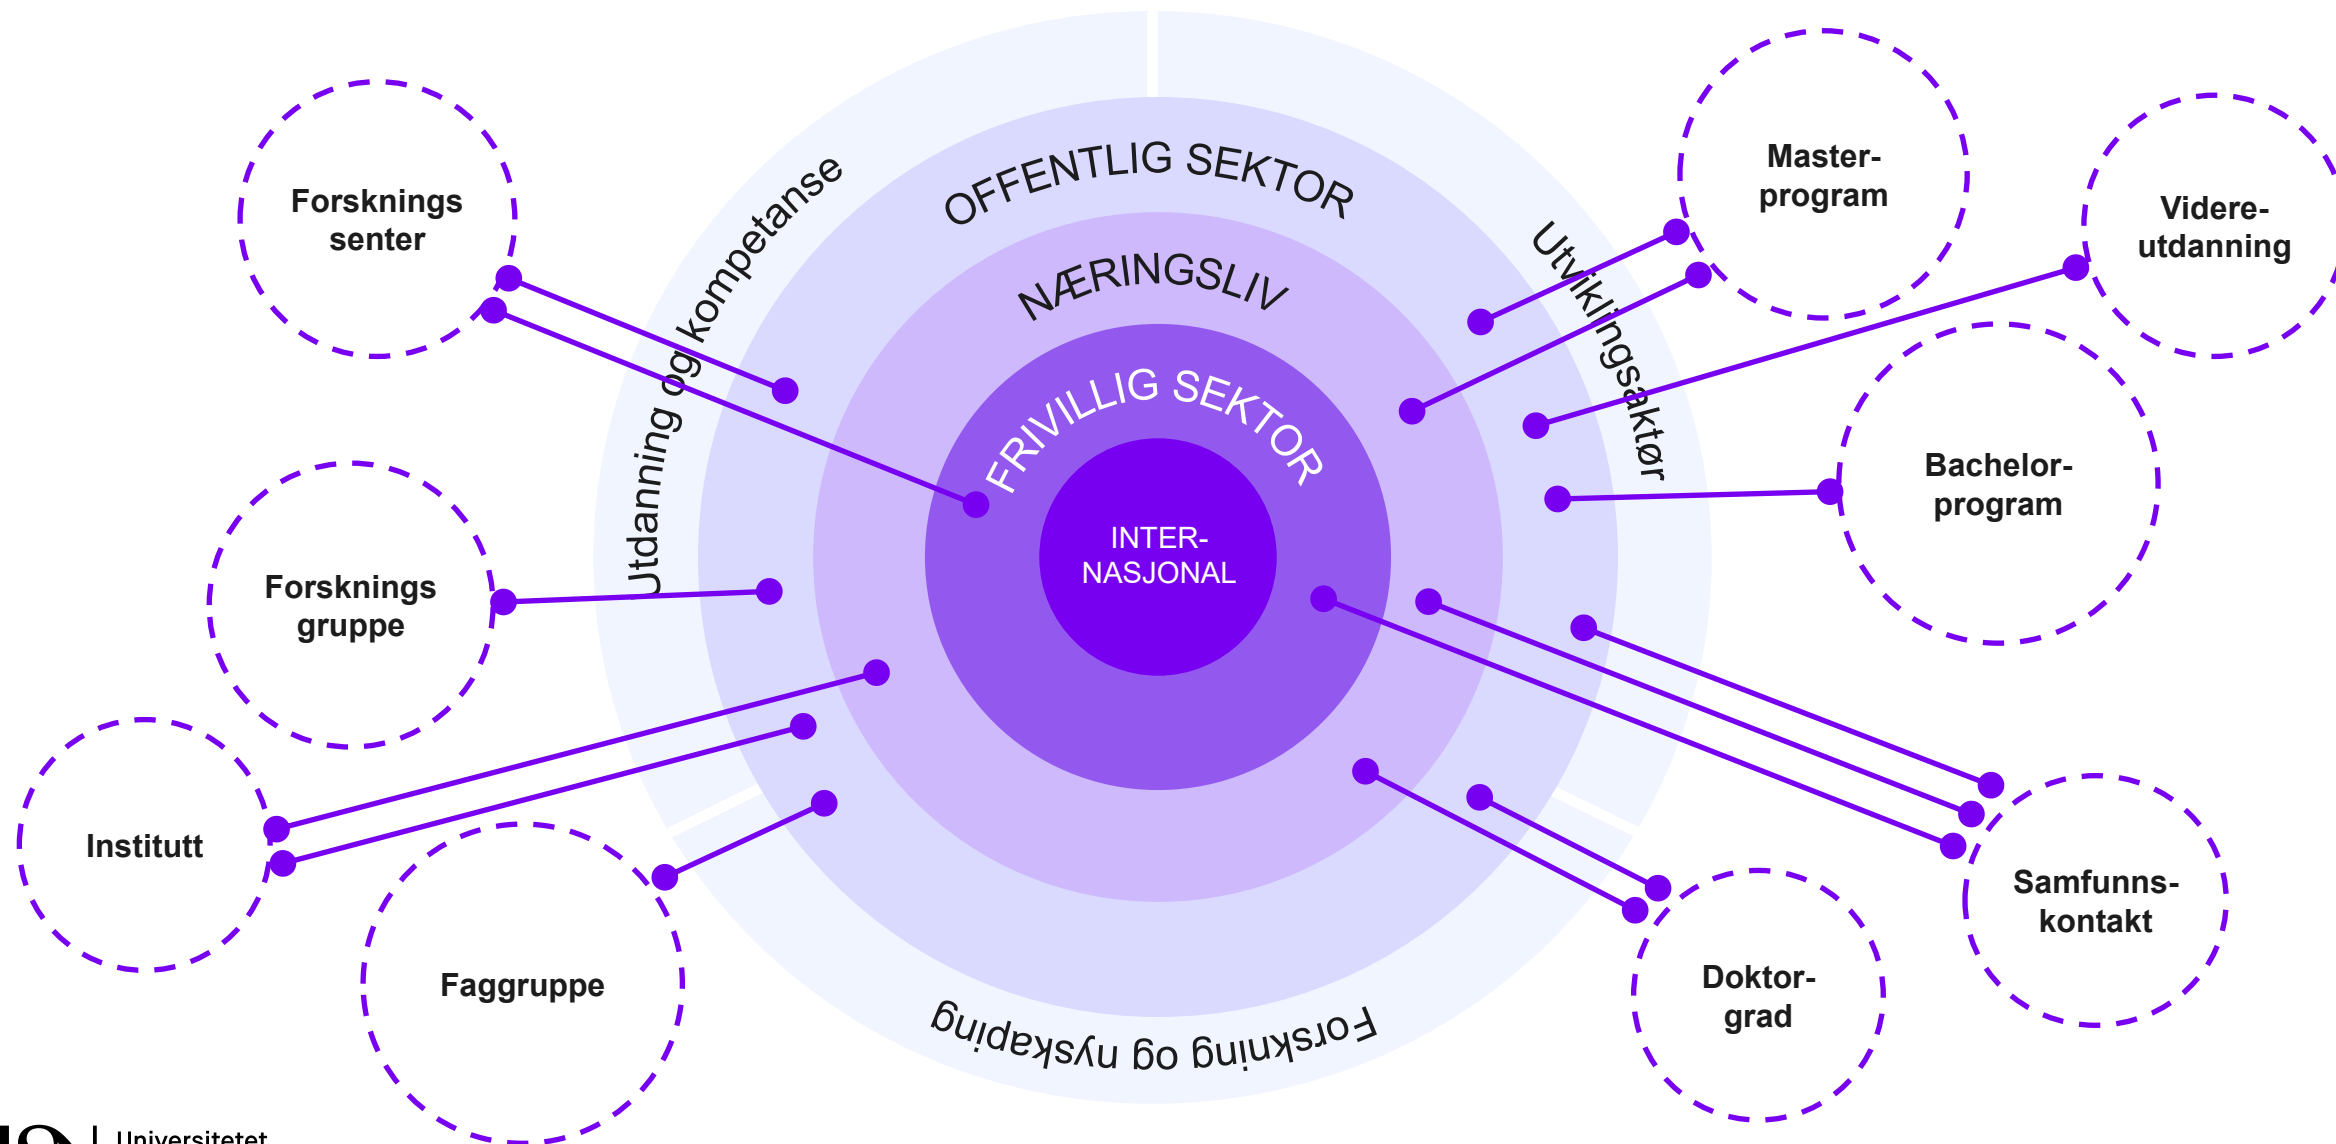 OFFENTLIG SEKTOR
NÆRINGSLIV
FRIVILLIG SEKTOR
INTER-
NASJONAL
Utdanning og kompetanse
Utviklingsaktør
Forskning og nyskaping
Forsknings
senter
Forsknings
gruppe
Institutt
Faggruppe
Master-
program
Videre-
utdanning
Bachelor-
program
Samfunns-
kontakt
Doktor-
grad
Universitetet